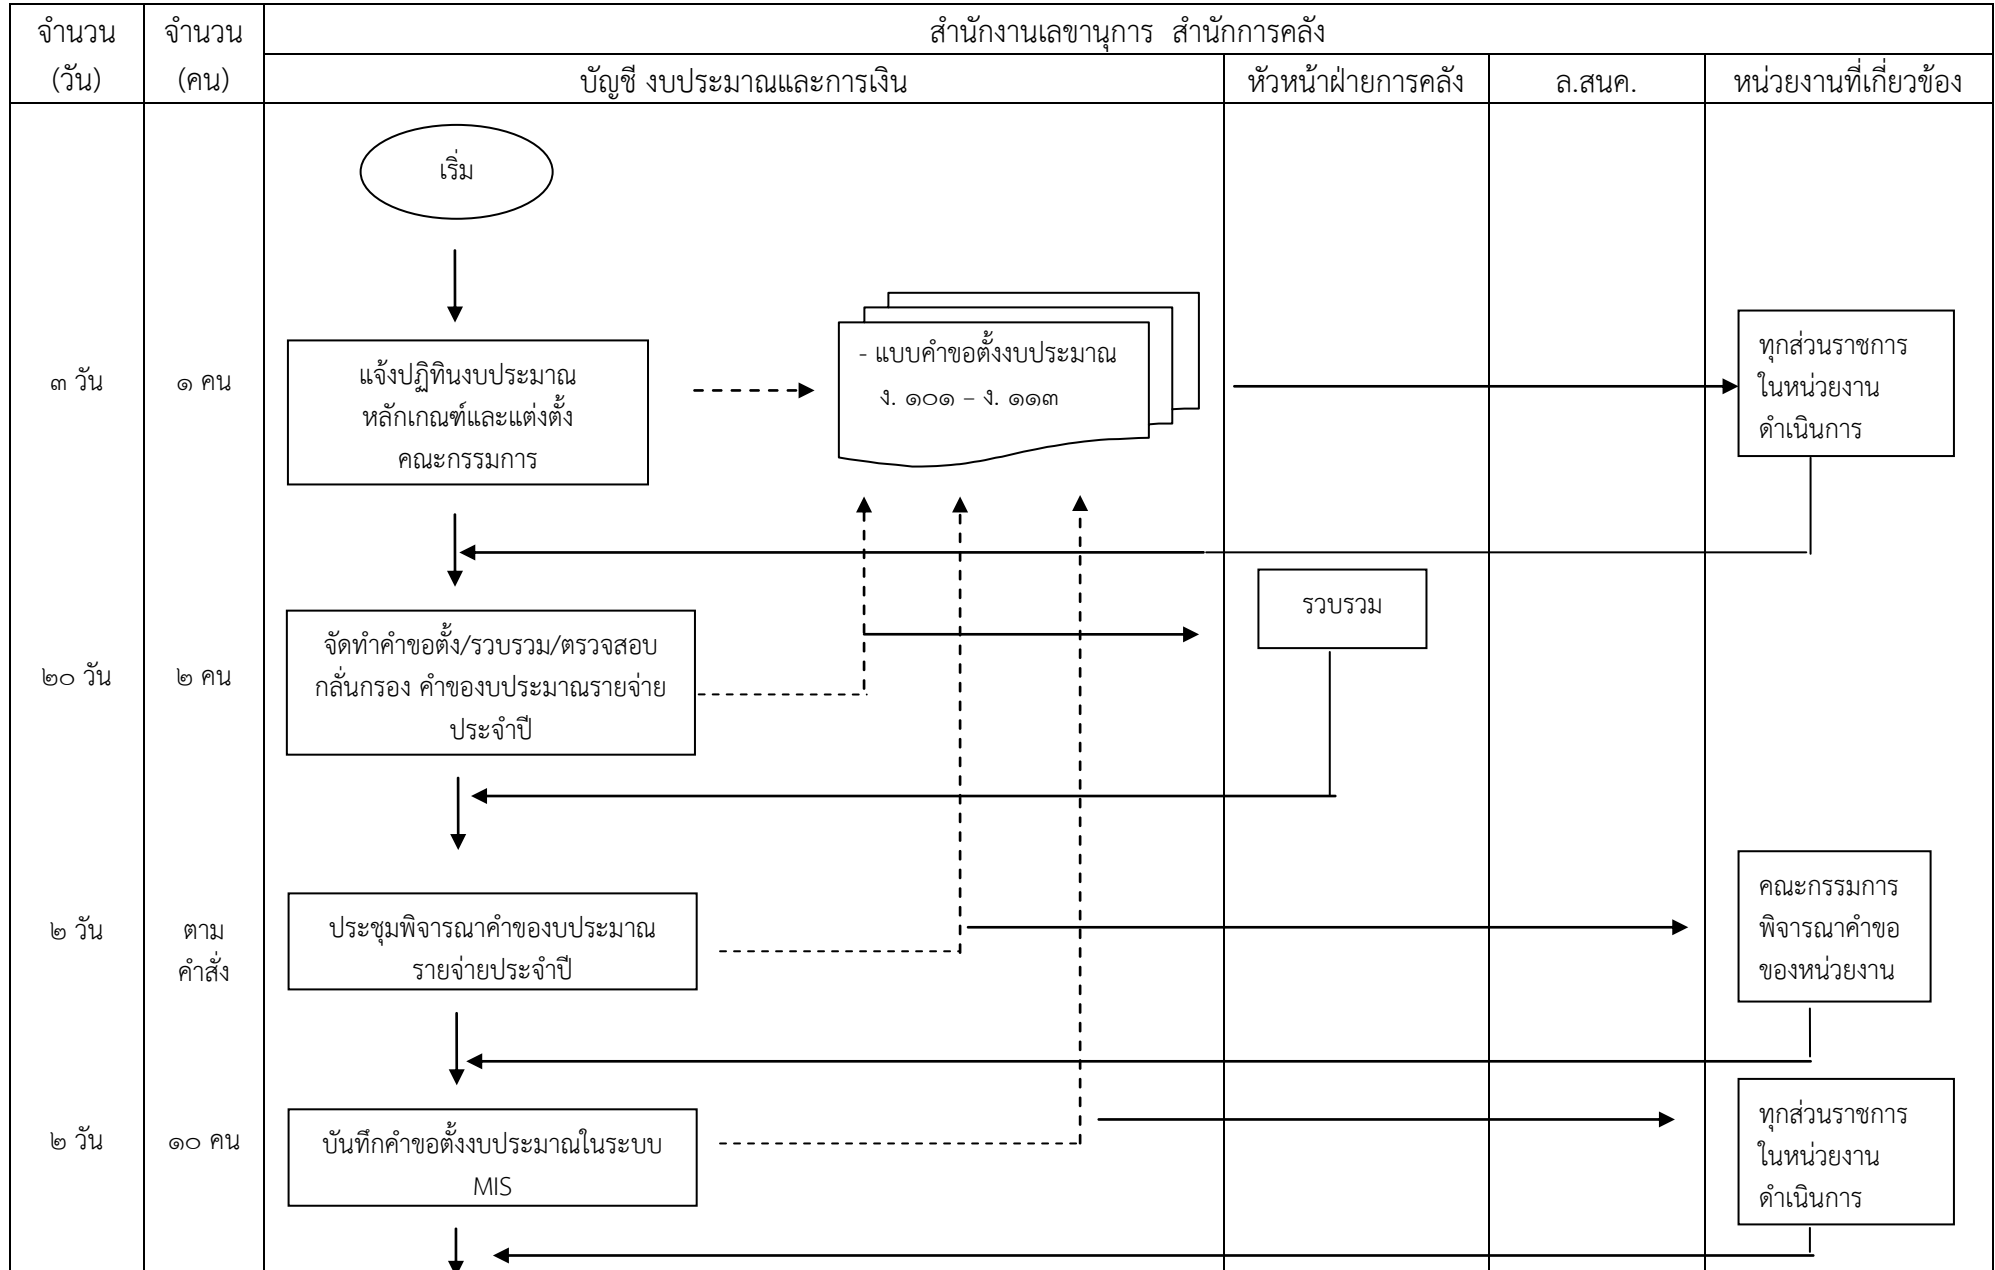 จำนวน
(วัน)
จำนวน
(คน)
สำนักงานเลขานุการ สำนักการคลัง
บัญชี งบประมาณและการเงิน
หัวหน้าฝ่ายการคลัง
ล.สนค.
หน่วยงานที่เกี่ยวข้อง
เริ่ม
๓ วัน
๑ คน
แจ้งปฏิทินงบประมาณ
หลักเกณฑ์และแต่งตั้ง
คณะกรรมการ
- แบบคำขอตั้งงบประมาณ
ง. ๑๐๑ – ง. ๑๑๓
ทุกส่วนราชการ
ในหน่วยงาน
ดำเนินการ
๒๐ วัน
๒ คน
จัดทำคำขอตั้ง/รวบรวม/ตรวจสอบ
กลั่นกรอง คำของบประมาณรายจ่าย
ประจำปี
รวบรวม
๒ วัน
ตาม
คำสั่ง
ประชุมพิจารณาคำของบประมาณ
รายจ่ายประจำปี
คณะกรรมการ
พิจารณาคำขอ
ของหน่วยงาน
๒ วัน
๑๐ คน
บันทึกคำขอตั้งงบประมาณในระบบ
MIS
ทุกส่วนราชการ
ในหน่วยงาน
ดำเนินการ